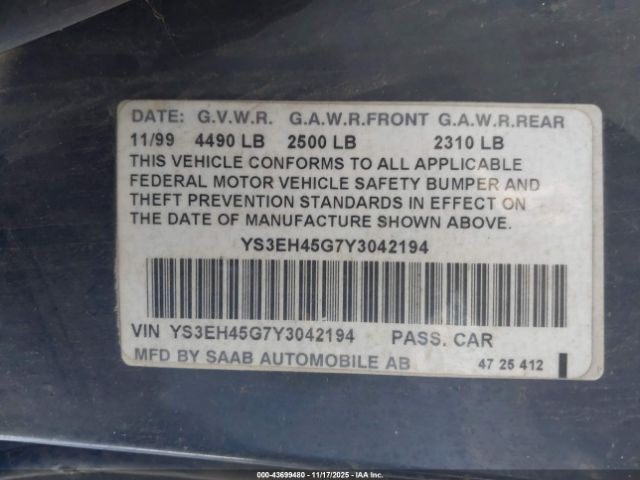 DATE: G.V.W.R. G.A.W.R.FRONT G.A.W.R.REAR
11/99 4490 LB 2500 LB 2310 LB
THIS VEHICLE CONFORMS TO ALL APPLICABLE
FEDERAL MOTOR VEHICLE SAFETY BUMPER AND
THEFT PREVENTION STANDARDS IN EFFECT ON
THE DATE OF MANUFACTURE SHOWN ABOVE.
YS3EH45G7Y3042194
VIN YS3EH45G7Y3042194 PASS. CAR
MFD BY SAAB AUTOMOBILE AB 47 25 412
000-43699480 - 11/17/2025 - IAA Inc.